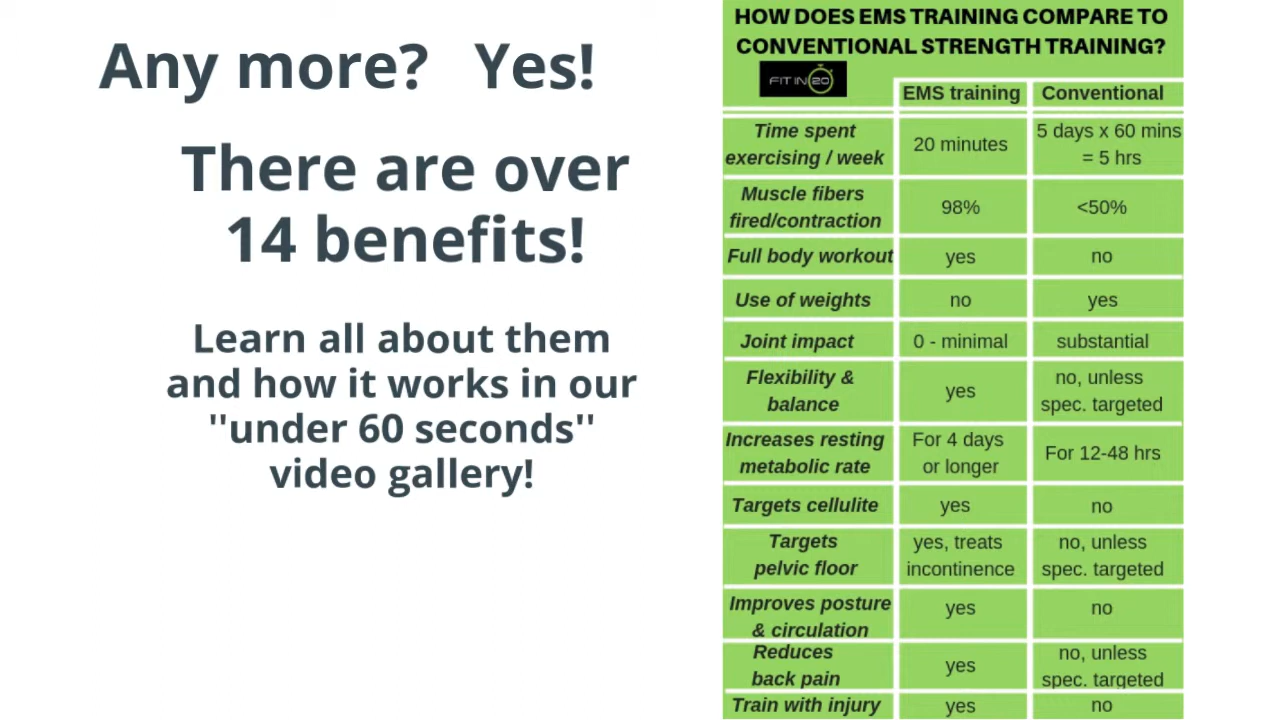 Any more? Yes!
There are over
14 benefits!
Learn all about them
and how it works in our
"under 60 seconds"
video gallery!
HOW DOES EMS TRAINING COMPARE TO
CONVENTIONAL STRENGTH TRAINING?
FIT IN 20
EMS training Conventional
Time spent
exercising / week
20 minutes
5 days x 60 mins
= 5 hrs
Muscle fibers
fired/contraction
98%
<50%
Full body workout yes no
Use of weights no yes
Joint impact 0 - minimal substantial
Flexibility &
balance
yes
no, unless
spec. targeted
Increases resting
metabolic rate
For 4 days
or longer
For 12-48 hrs
Targets cellulite yes no
Targets
pelvic floor
yes, treats
incontinence
no, unless
spec. targeted
Improves posture
& circulation
yes
no
Reduces
back pain
yes
no, unless
spec. targeted
Train with injury yes no